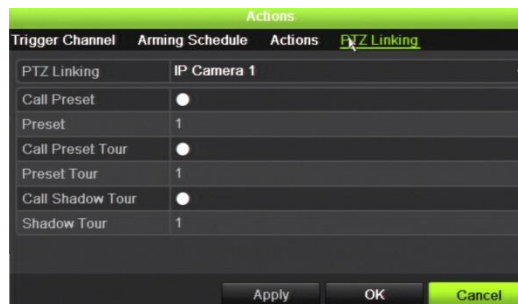 Actions
Trigger Channel Arming Schedule Actions PTZ Linking
PTZ Linking IP Camera 1
Call Preset
Preset 1
Call Preset Tour
Preset Tour 1
Call Shadow Tour
Shadow Tour 1
Apply OK Cancel